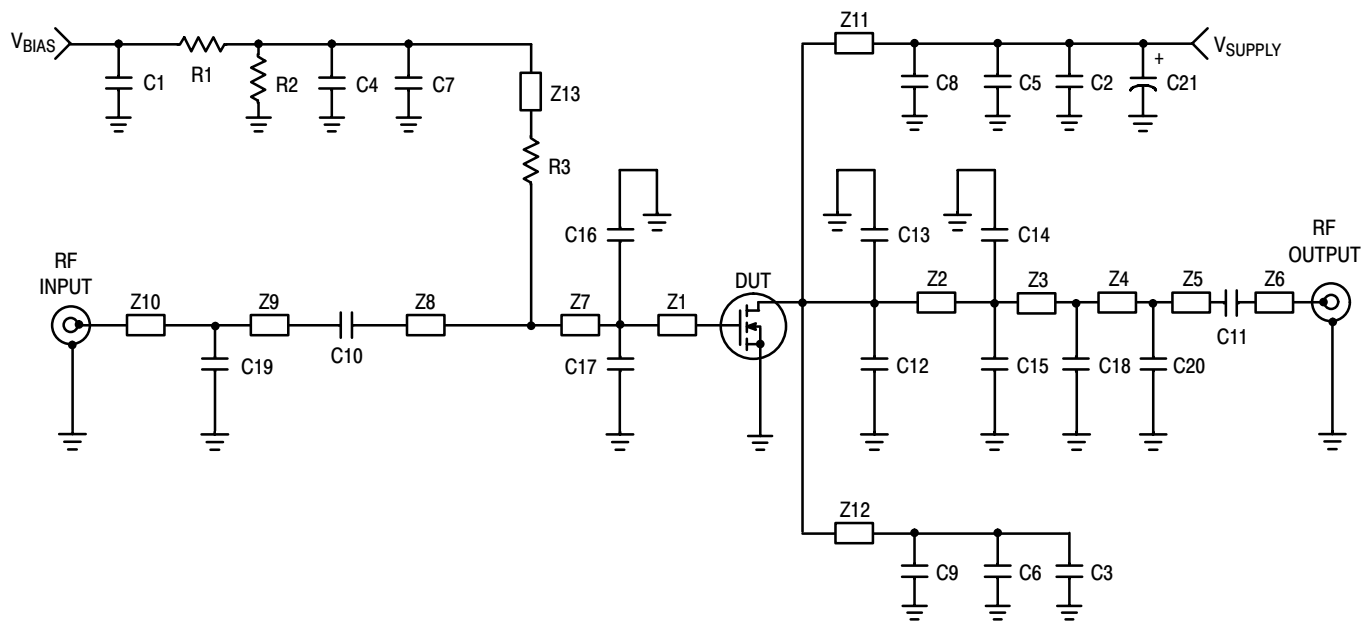 V_BIAS
C1
R1
R2
C4
C7
Z13
R3
Z11
C8
C5
C2
+
C21
V_SUPPLY
C16
C13
C14
RF
INPUT
RF
OUTPUT
Z10
Z9
Z8
Z7
Z1
DUT
Z2
Z3
Z4
Z5
Z6
C19
C10
C17
C12
C15
C18
C20
C11
Z12
C9
C6
C3